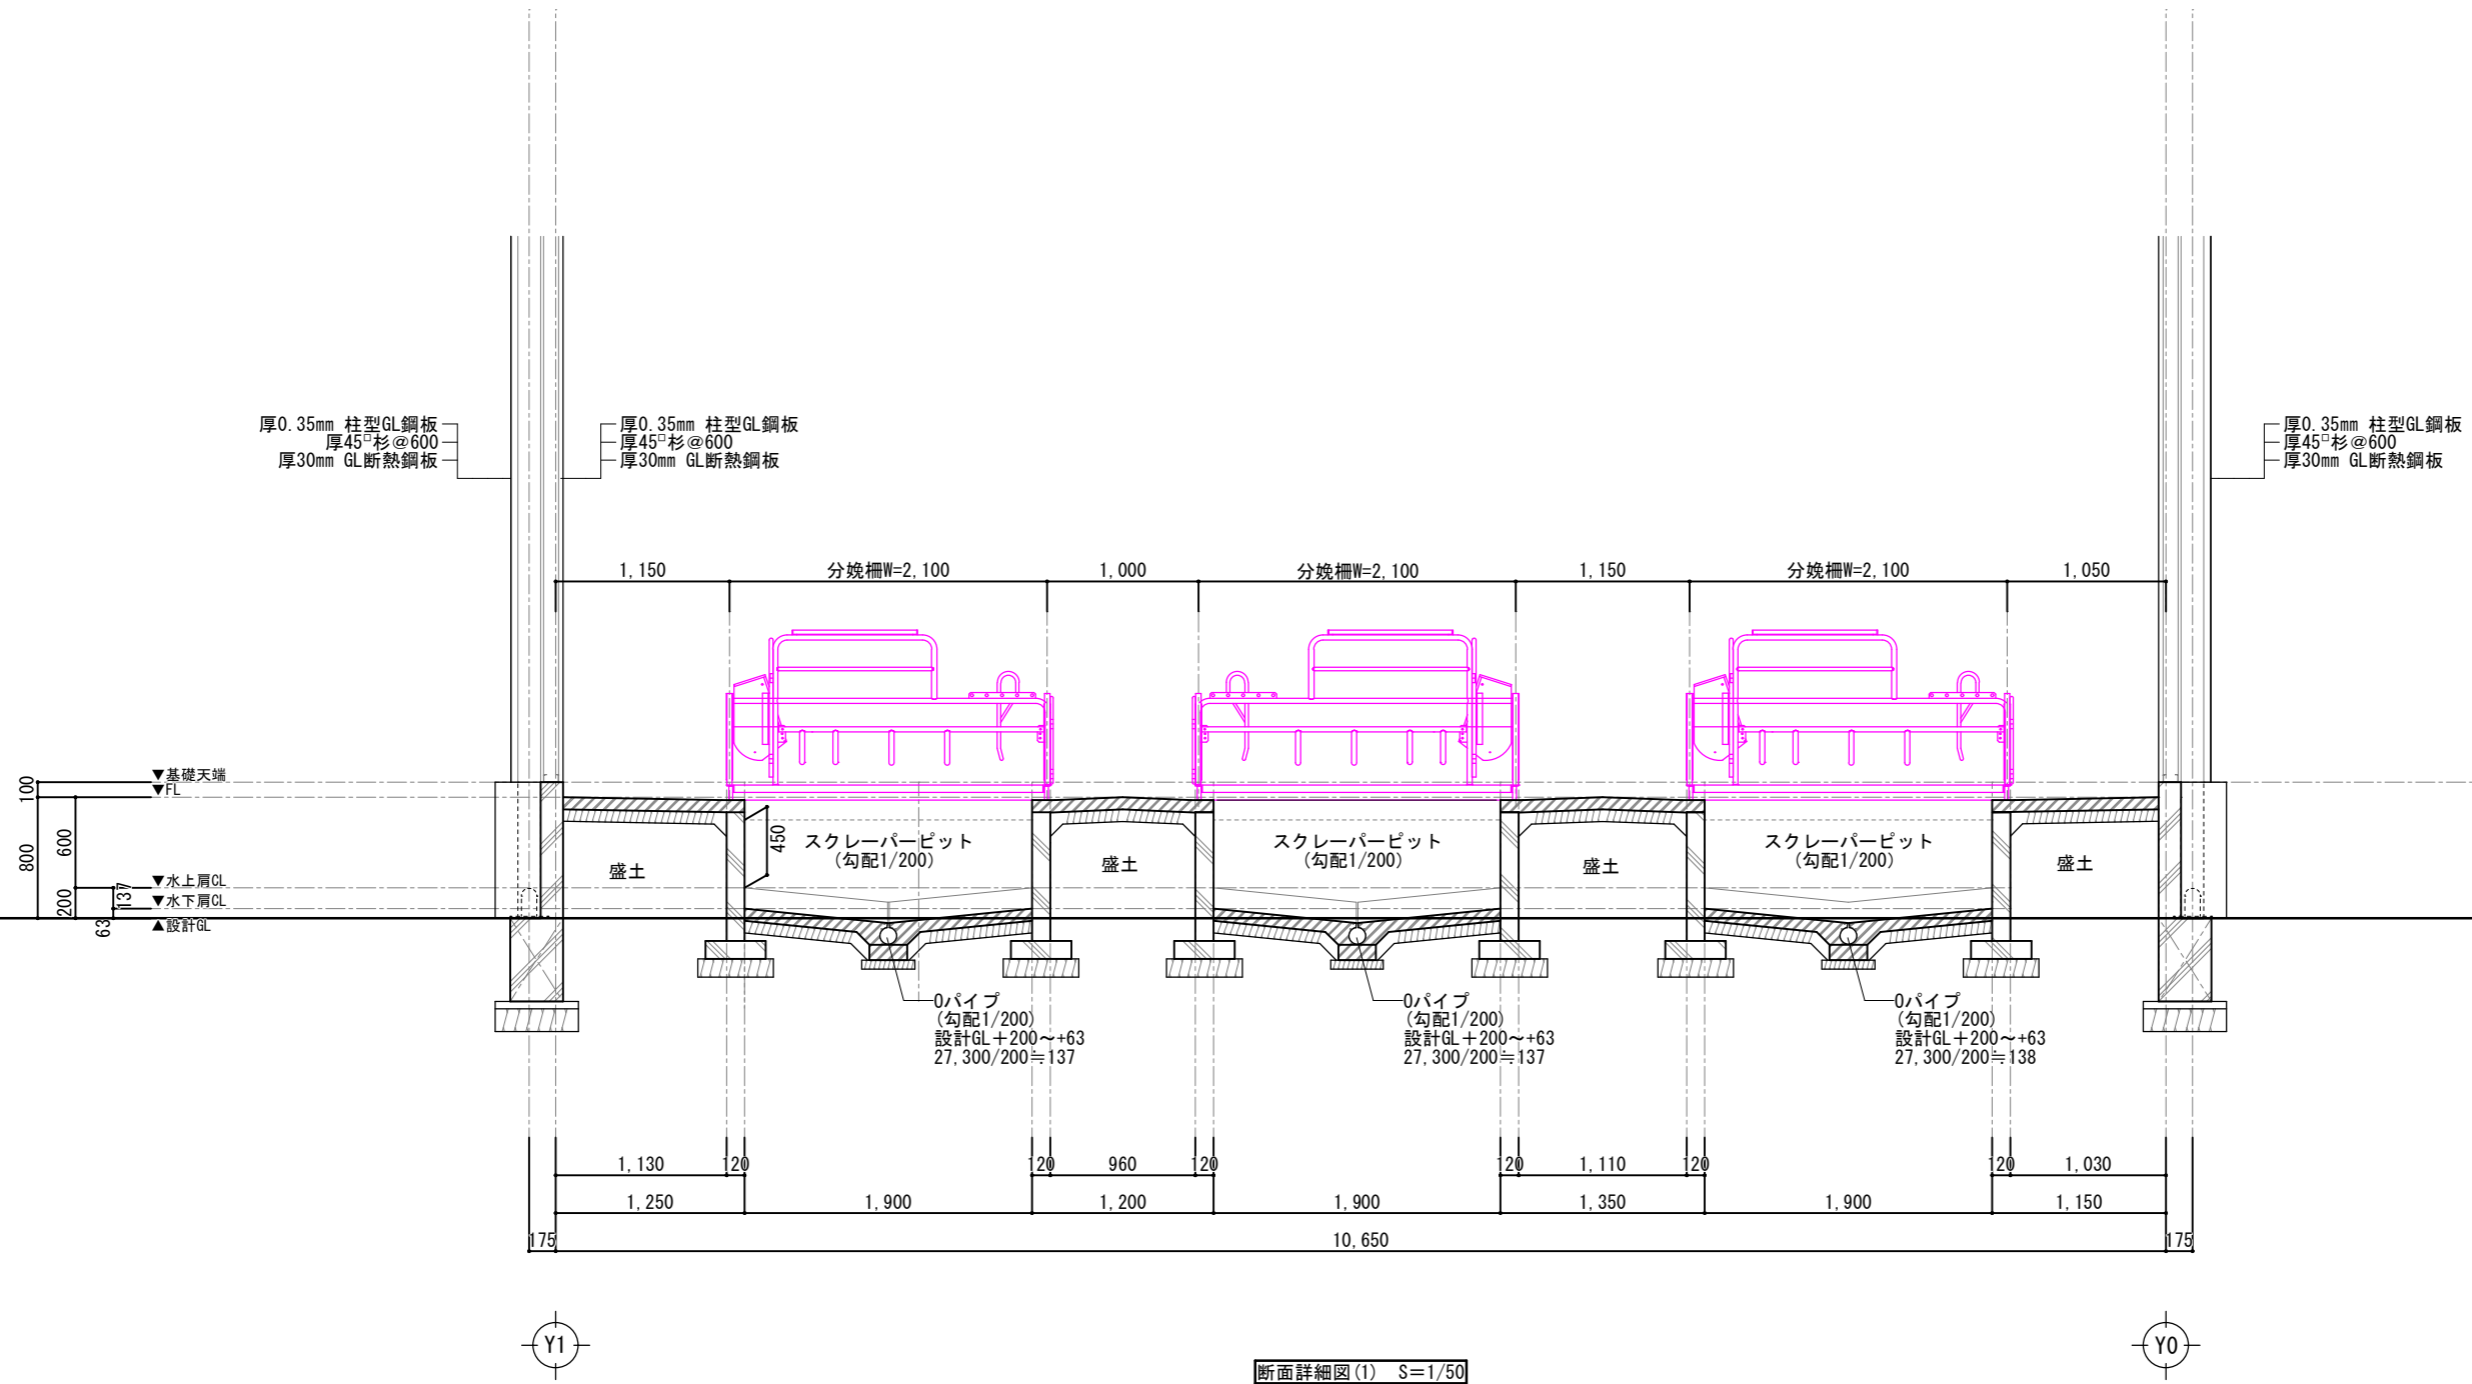 厚0.35mm 柱型GL鋼板
厚45□杉@600
厚30mm GL断熱鋼板
厚0.35mm 柱型GL鋼板
厚45□杉@600
厚30mm GL断熱鋼板
厚0.35mm 柱型GL鋼板
厚45□杉@600
厚30mm GL断熱鋼板
1,150 分娩柵W=2,100 1,000 分娩柵W=2,100 1,150 分娩柵W=2,100 1,050
▼基礎天端
▼FL
▼水上肩CL
▼水下肩CL
▲設計GL
100
800
600
200
137
63
450
盛土
スクレーパーピット
(勾配1/200)
盛土
スクレーパーピット
(勾配1/200)
盛土
スクレーパーピット
(勾配1/200)
盛土
Oパイプ
(勾配1/200)
設計GL+200~+63
27,300/200≒137
Oパイプ
(勾配1/200)
設計GL+200~+63
27,300/200≒137
Oパイプ
(勾配1/200)
設計GL+200~+63
27,300/200≒138
1,130 120 120 960 120 120 1,110 120 120 1,030
1,250 1,900 1,200 1,900 1,350 1,900 1,150
175 10,650 175
Y1 Y0
断面詳細図(1) S=1/50